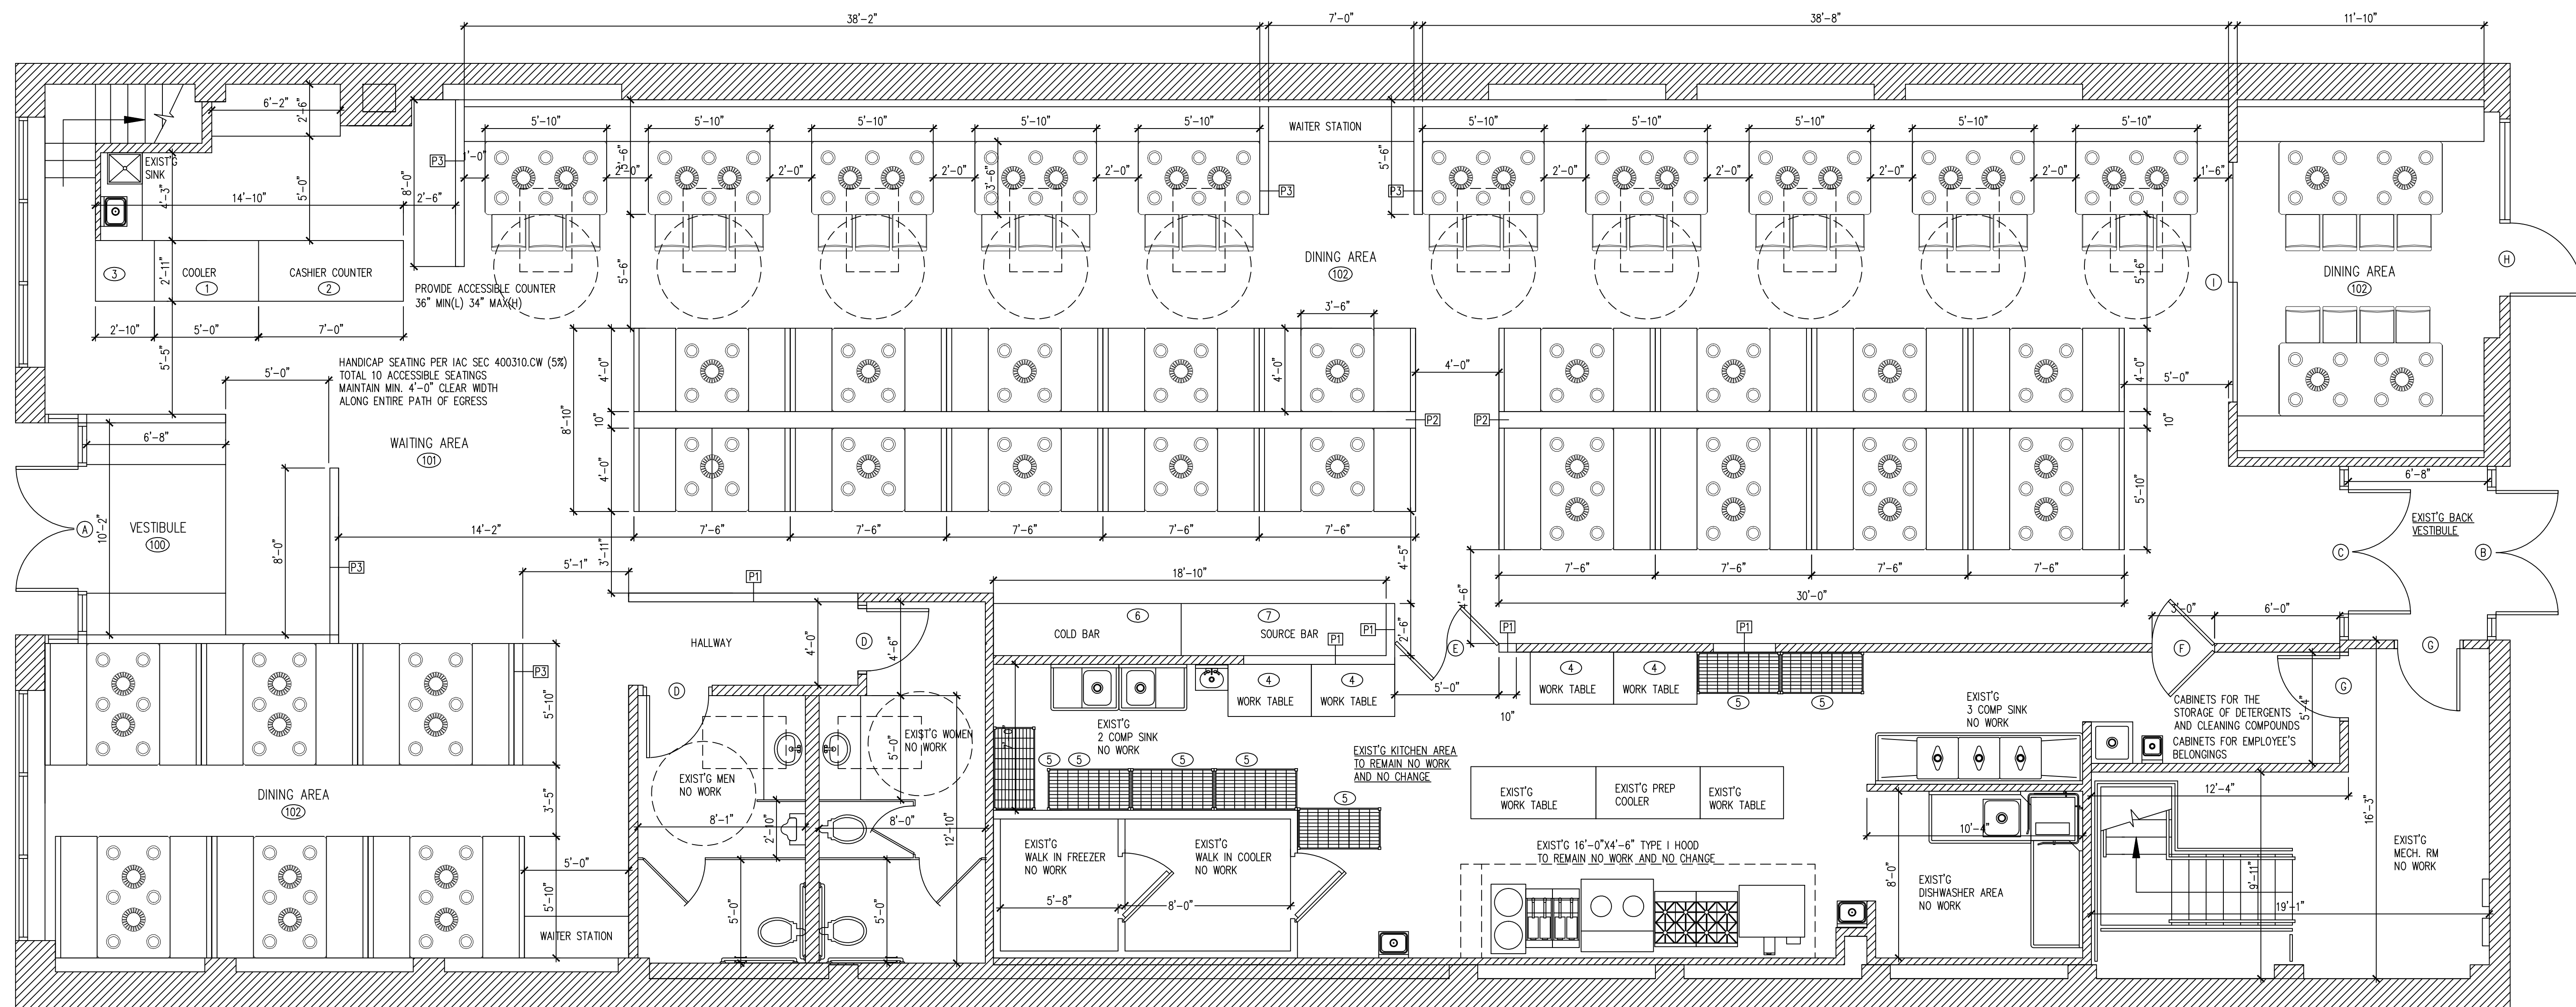 38'-2"
7'-0"
38'-8"
11'-10"
6'-2"
2'-6"
5'-10"
5'-10"
5'-10"
5'-10"
5'-10"
WAITER STATION
5'-10"
5'-10"
5'-10"
5'-10"
5'-10"
EXIST'G
SINK
P3
1'-0"
5'-6"
2'-0"
2'-0"
2'-0"
2'-0"
3'-6"
5'-6"
P3
P3
2'-0"
2'-0"
2'-0"
2'-0"
1'-6"
4'-3"
14'-10"
5'-0"
8'-0"
2'-6"
3
COOLER
1
CASHIER COUNTER
2
2'-11"
5'-6"
DINING AREA
102
5'-6"
I
DINING AREA
102
H
PROVIDE ACCESSIBLE COUNTER
36" MIN(L) 34" MAX(H)
2'-10"
5'-0"
7'-0"
3'-6"
5'-5"
HANDICAP SEATING PER IAC SEC 400310.CW (5%)
TOTAL 10 ACCESSIBLE SEATINGS
MAINTAIN MIN. 4'-0" CLEAR WIDTH
ALONG ENTIRE PATH OF EGRESS
5'-0"
4'-0"
4'-0"
4'-0"
4'-0"
5'-0"
8'-10"
10"
P2
P2
10"
6'-8"
WAITING AREA
101
4'-0"
5'-10"
6'-8"
A
10'-2"
VESTIBULE
100
8'-0"
P3
14'-2"
7'-6"
7'-6"
7'-6"
7'-6"
7'-6"
EXIST'G BACK
VESTIBULE
C
B
3'-11"
4'-5"
5'-1"
P1
18'-10"
7'-6"
7'-6"
7'-6"
7'-6"
30'-0"
4'-6"
3'-0"
6'-0"
HALLWAY
4'-0"
D
4'-6"
COLD BAR
6
SOURCE BAR
7
P1
P1
2'-6"
E
P1
P1
F
G
P3
D
4
WORK TABLE
4
WORK TABLE
5'-0"
10"
4
WORK TABLE
4
WORK TABLE
5
5
G
5'-10"
EXIST'G WOMEN
NO WORK
5'-0"
EXIST'G
2 COMP SINK
NO WORK
EXIST'G
3 COMP SINK
NO WORK
CABINETS FOR THE
STORAGE OF DETERGENTS
AND CLEANING COMPOUNDS
CABINETS FOR EMPLOYEE'S
BELONGINGS
5'-4"
EXIST'G MEN
NO WORK
5
5
5
5
EXIST'G KITCHEN AREA
TO REMAIN NO WORK
AND NO CHANGE
DINING AREA
102
3'-5"
5
EXIST'G
WORK TABLE
EXIST'G PREP
COOLER
EXIST'G
WORK TABLE
12'-4"
8'-1"
2'-10"
8'-0"
12'-10"
10'-4"
16'-3"
EXIST'G
WALK IN FREEZER
NO WORK
EXIST'G
WALK IN COOLER
NO WORK
EXIST'G 16'-0"X4'-6" TYPE I HOOD
TO REMAIN NO WORK AND NO CHANGE
EXIST'G
MECH. RM
NO WORK
5'-0"
5'-10"
5'-8"
8'-0"
8'-0"
EXIST'G
DISHWASHER AREA
NO WORK
9'-11"
19'-1"
WAITER STATION
5'-0"
5'-0"